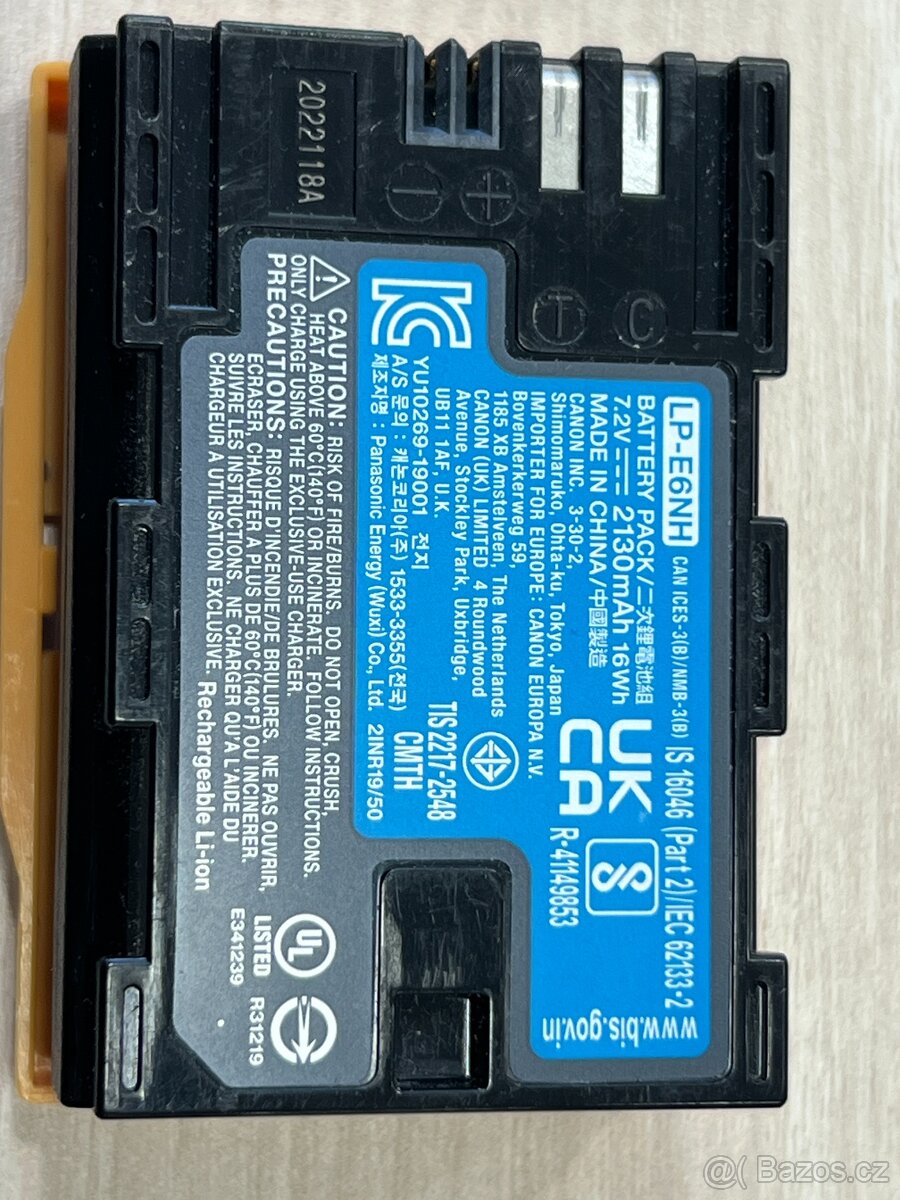 2022118A
− +
T C
LP-E6NH CAN ICES-3(B)/NMB-3(B) IS 16046 (Part 2)/IEC 62133-2
BATTERY PACK/二次鋰電池組
7.2V 2130mAh 16Wh
MADE IN CHINA/中國製造
CANON INC. 3-30-2,
Shimomaruko, Ohta-ku, Tokyo, Japan
IMPORTER FOR EUROPE: CANON EUROPA N.V.
Bovenkerkerweg 59,
1185 XB Amstelveen, The Netherlands
CANON (UK) LIMITED 4 Roundwood
Avenue, Stockley Park, Uxbridge,
UB11 1AF, U.K.
YU10269-19001 전지
A/S 문의 : 캐논코리아(주) 1533-3355(전국)
제조자명 : Panasonic Energy (Wuxi) Co., Ltd. 2INR19/50
UK
CA
R-41149853
www.bis.gov.in
TIS 2217-2548
CMTH
CAUTION: RISK OF FIRE/BURNS. DO NOT OPEN, CRUSH,
HEAT ABOVE 60°C(140°F) OR INCINERATE. FOLLOW INSTRUCTIONS.
ONLY CHARGE USING THE EXCLUSIVE-USE CHARGER.
PRECAUTIONS: RISQUE D'INCENDIE/DE BRULURES. NE PAS OUVRIR,
ECRASER, CHAUFFER A PLUS DE 60°C(140°F) OU INCINERER.
SUIVRE LES INSTRUCTIONS. NE CHARGER QU'A L'AIDE DU
CHARGEUR A UTILISATION EXCLUSIVE. Rechargeable Li-ion
UL
LISTED
E341239
R31219
@( Bazos.cz